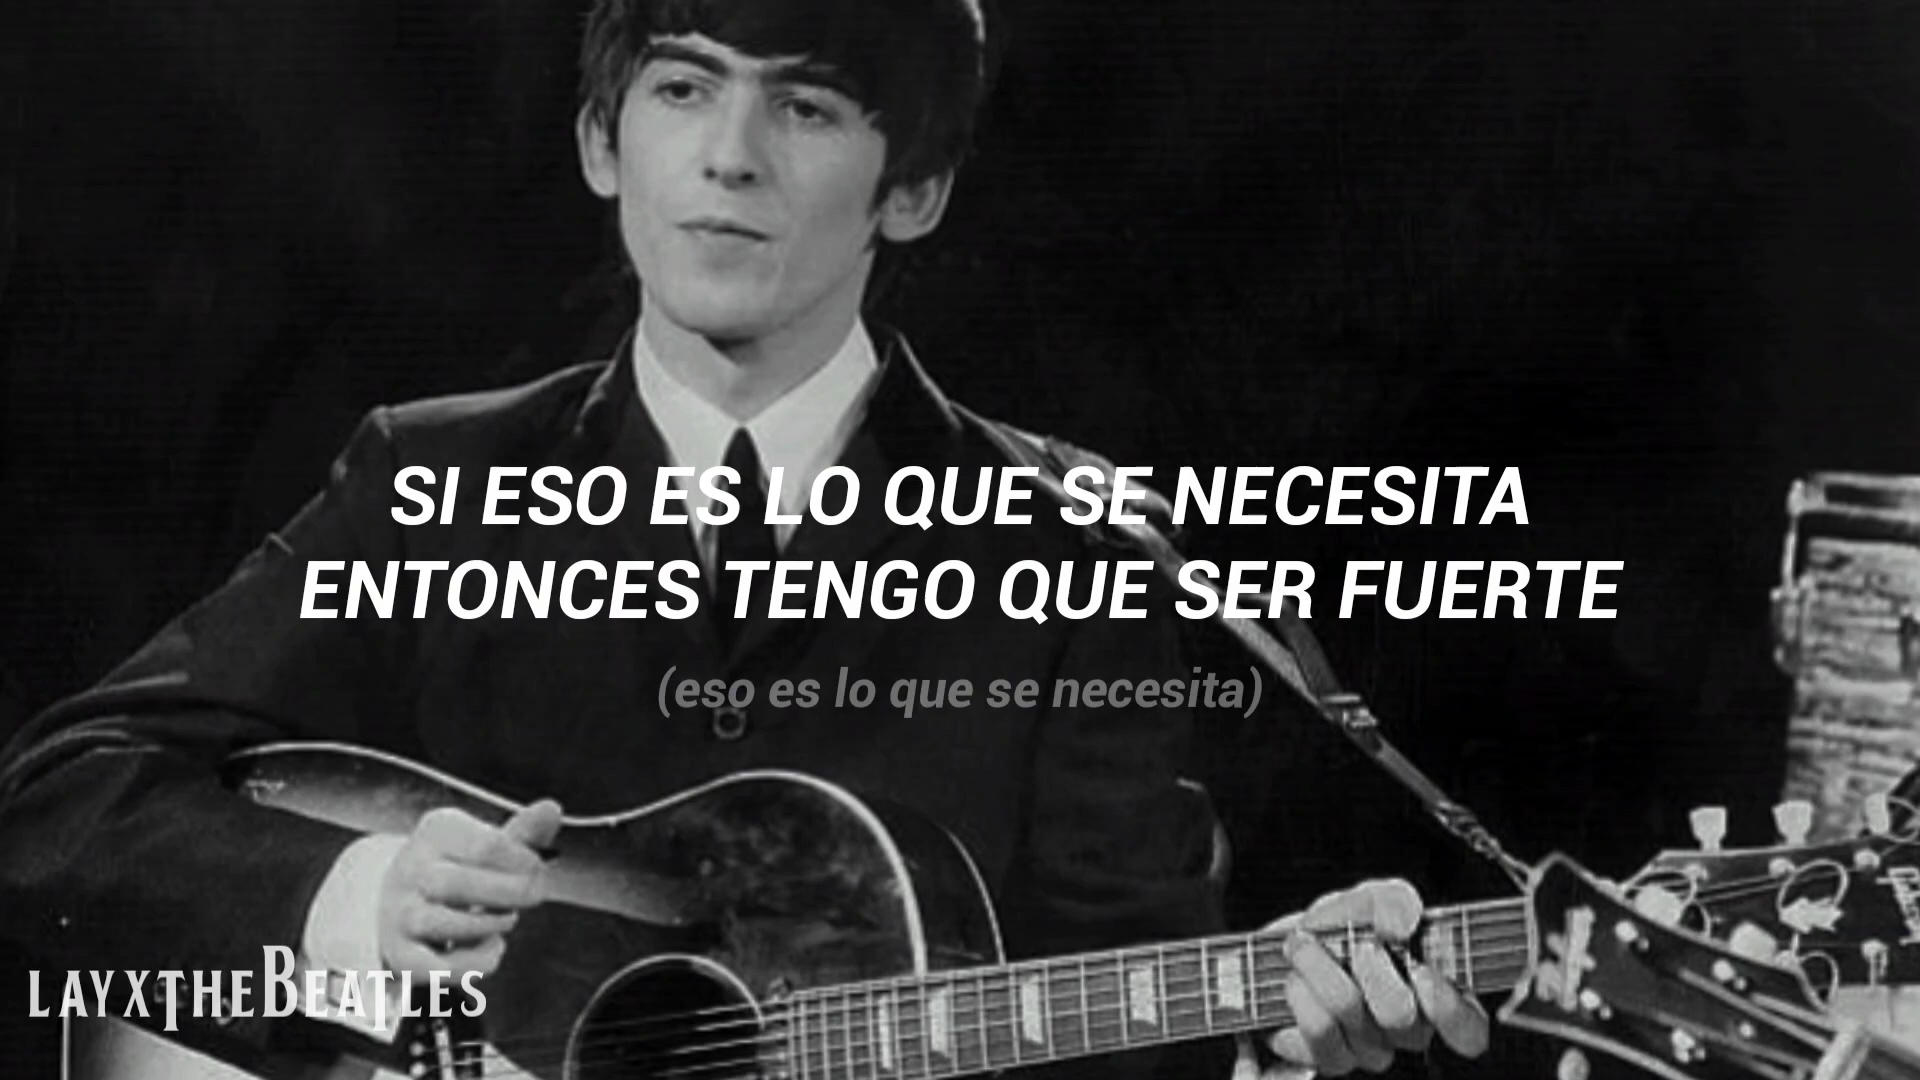 SI ESO ES LO QUE SE NECESITA
ENTONCES TENGO QUE SER FUERTE
(eso es lo que se necesita)
LAYXTHEBEATLES